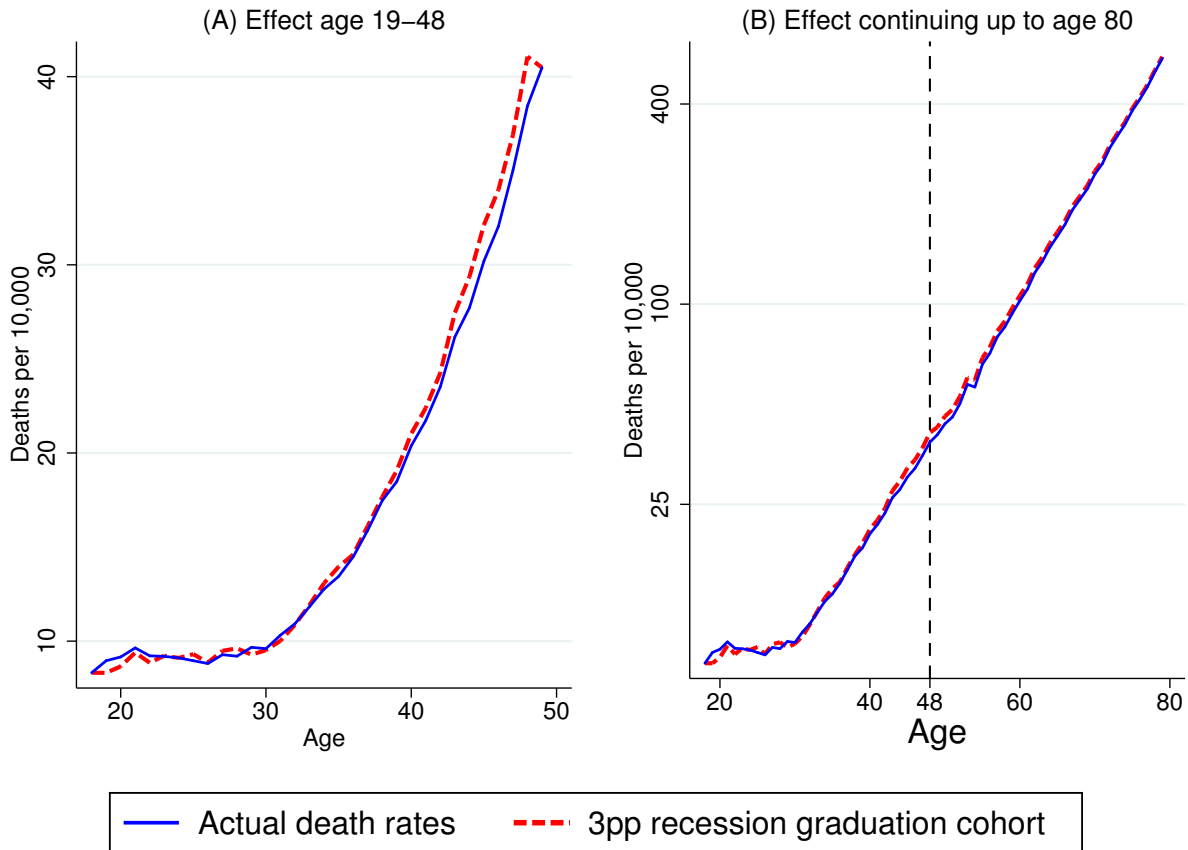 (A) Effect age 19−48
Deaths per 10,000
40
30
20
10
20
30
40
50
Age
(B) Effect continuing up to age 80
Deaths per 10,000
400
100
25
20
40
48
60
80
Age
Actual death rates
3pp recession graduation cohort